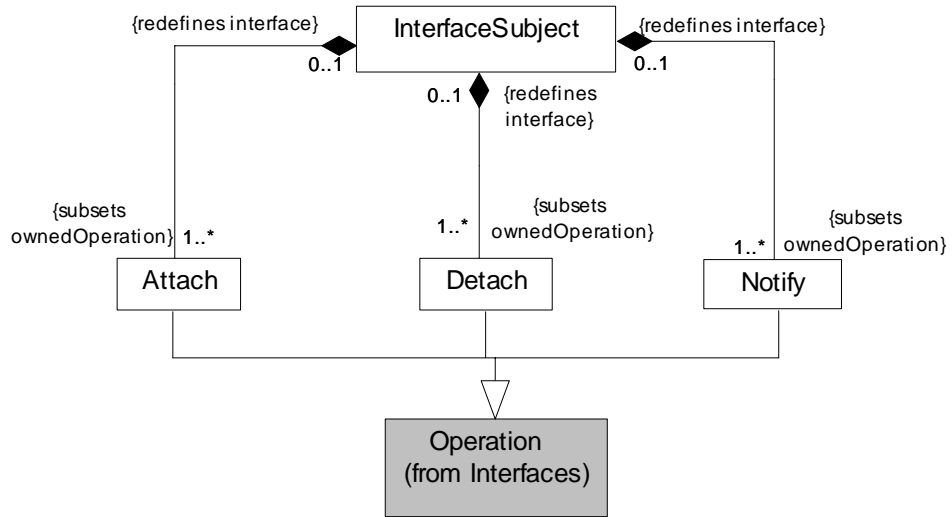 {redefines interface}
InterfaceSubject
{redefines interface}
0..1
0..1
0..1
{redefines
interface}
{subsets
ownedOperation}
1..*
1..*
{subsets
ownedOperation}
1..*
{subsets
ownedOperation}
Attach
Detach
Notify
Operation
(from Interfaces)